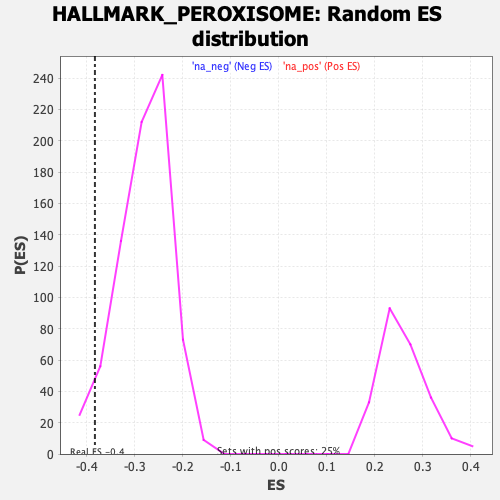 HALLMARK_PEROXISOME: Random ES
distribution
'na_neg' (Neg ES) 'na_pos' (Pos ES)
240
220
200
180
160
140
120
100
80
60
40
20
0
P(ES)
Real ES -0.4
Sets with pos scores: 25%
-0.4 -0.3 -0.2 -0.1 0.0 0.1 0.2 0.3 0.4
ES